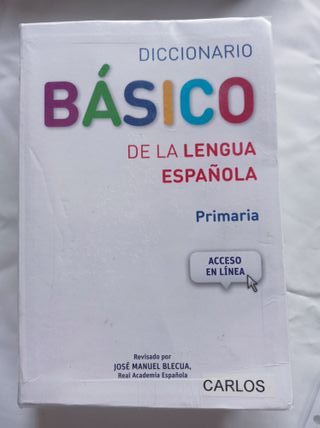 DICCIONARIO
BÁSICO
DE LA LENGUA
ESPAÑOLA
Primaria
ACCESO
EN LÍNEA
Revisado por
JOSÉ MANUEL BLECUA,
Real Academia Española
CARLOS